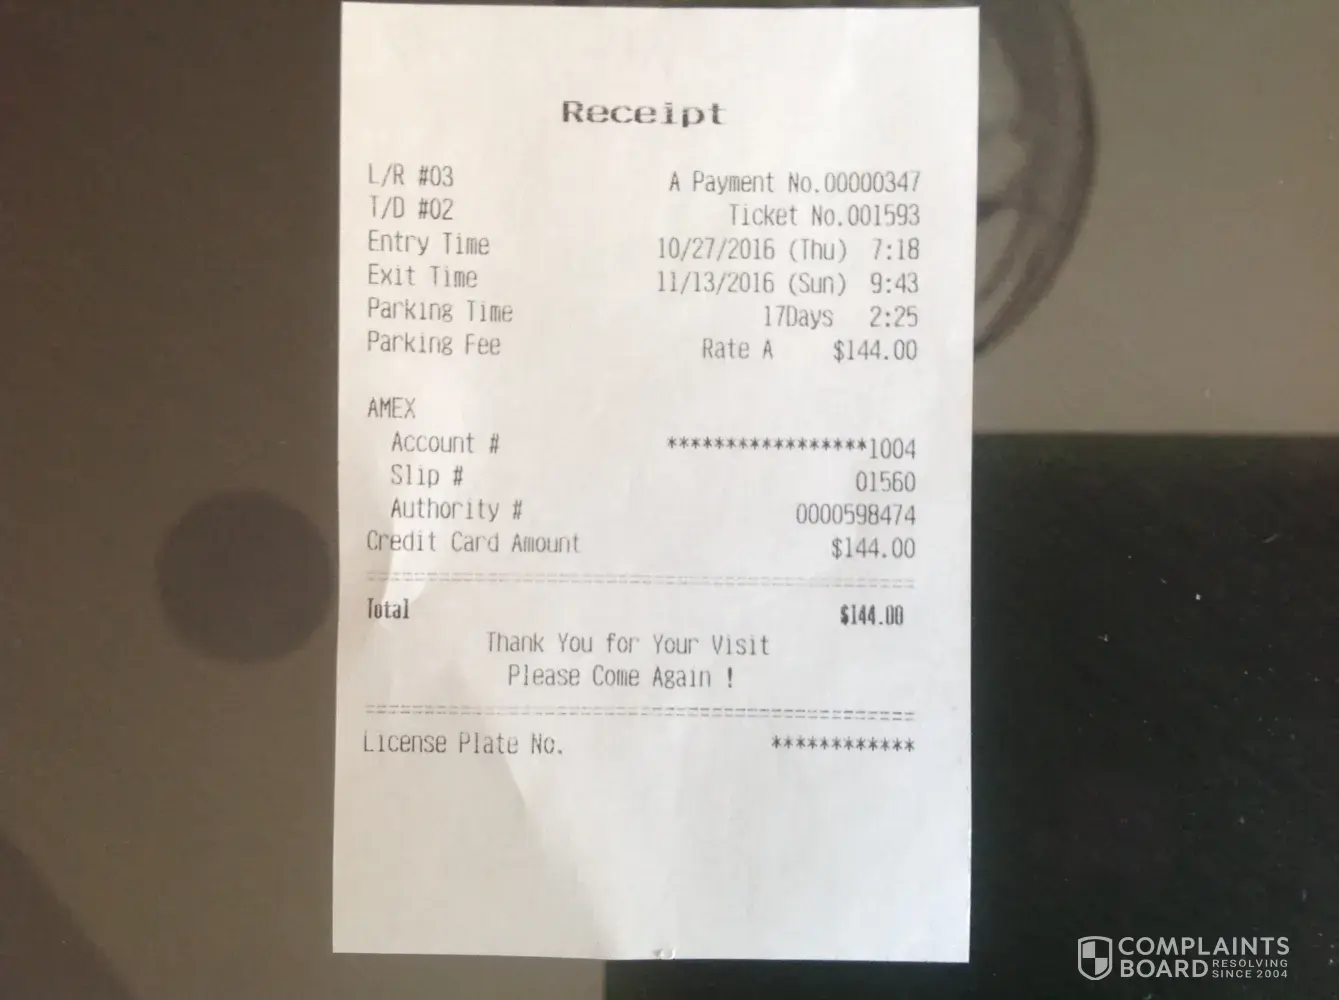 Receipt
L/R #03 A Payment No.00000347
T/D #02 Ticket No.001593
Entry Time 10/27/2016 (Thu) 7:18
Exit Time 11/13/2016 (Sun) 9:43
Parking Time 17Days 2:25
Parking Fee Rate A $144.00
AMEX
Account # *****************1004
Slip # 01560
Authority # 0000598474
Credit Card Amount $144.00
Total $144.00
Thank You for Your Visit
Please Come Again !
License Plate No. ************
COMPLAINTS
BOARD RESOLVING
SINCE 2004